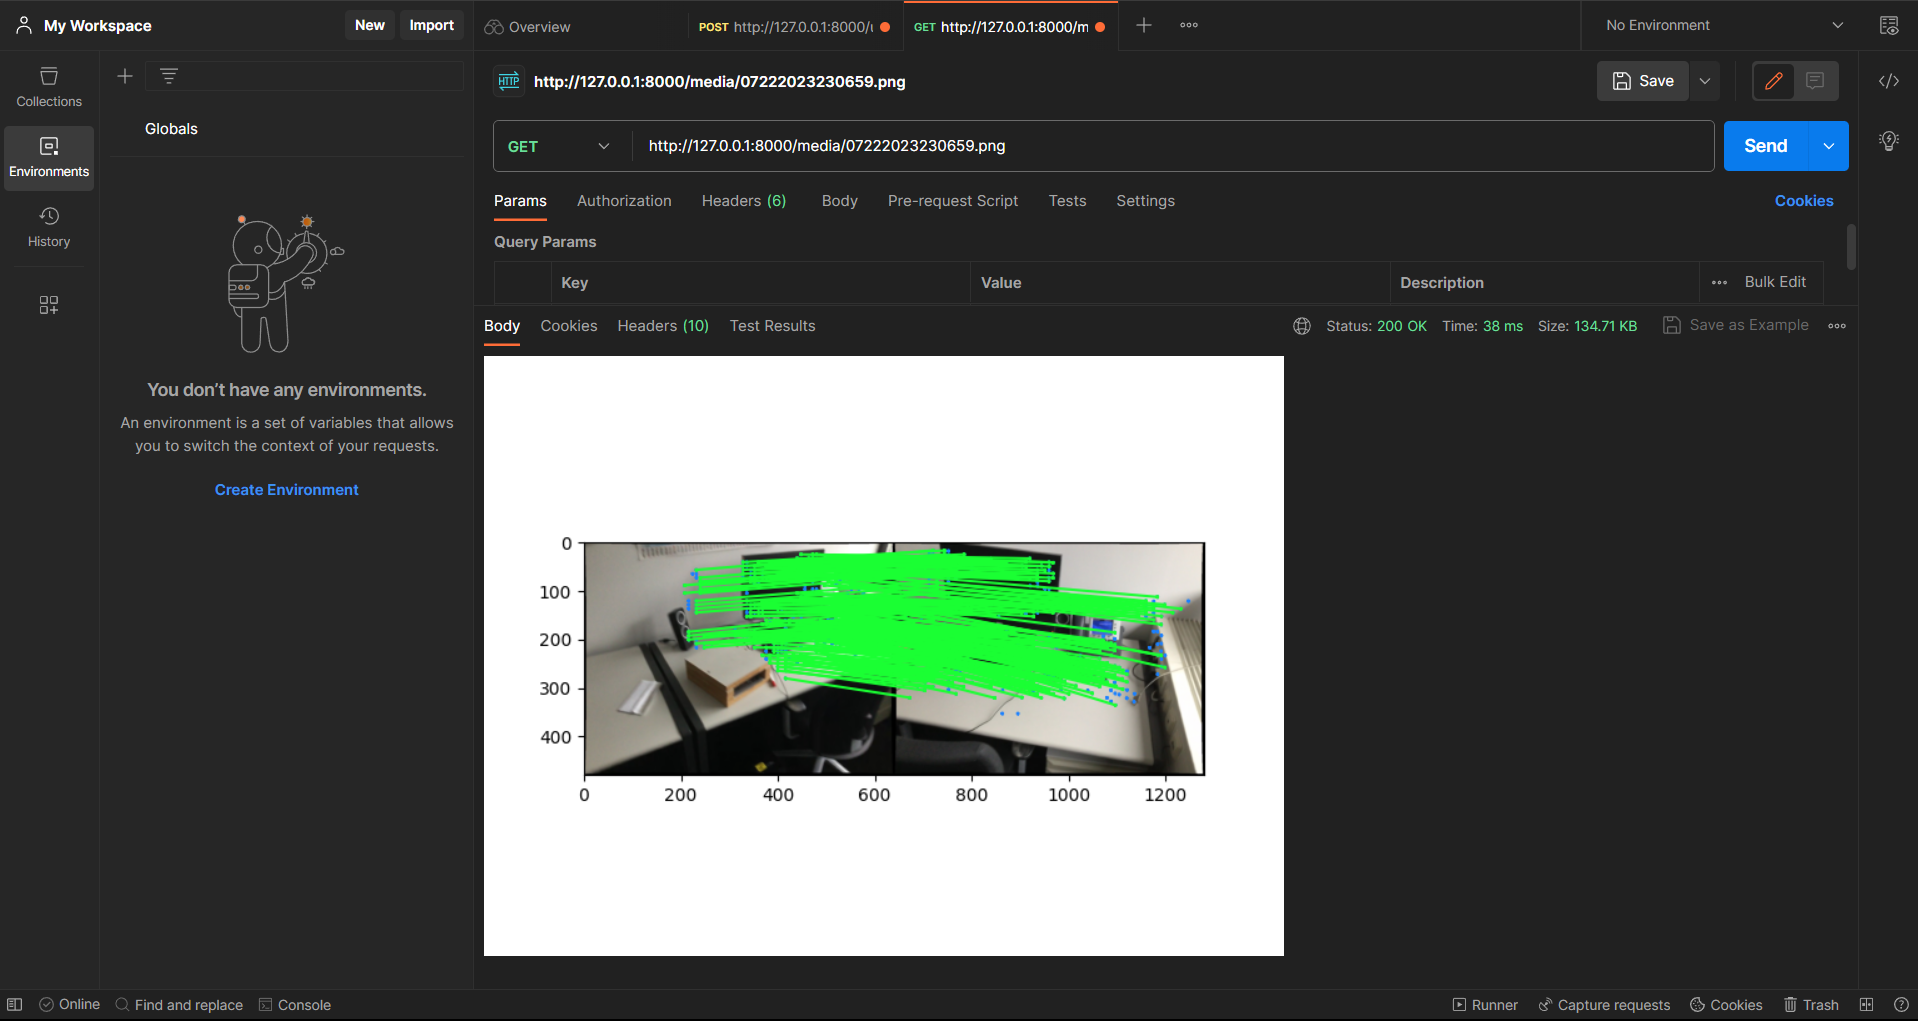 My Workspace
New
Import
Overview
POST http://127.0.0.1:8000/
GET http://127.0.0.1:8000/m
No Environment
Collections
Environments
History
Globals
You don’t have any environments.
An environment is a set of variables that allows
you to switch the context of your requests.
Create Environment
HTTP
http://127.0.0.1:8000/media/07222023230659.png
Save
GET
http://127.0.0.1:8000/media/07222023230659.png
Send
Params
Authorization
Headers (6)
Body
Pre-request Script
Tests
Settings
Cookies
Query Params
Key
Value
Description
Bulk Edit
Body
Cookies
Headers (10)
Test Results
Status: 200 OK
Time: 38 ms
Size: 134.71 KB
Save as Example
0
100
200
300
400
0
200
400
600
800
1000
1200
Online
Find and replace
Console
Runner
Capture requests
Cookies
Trash